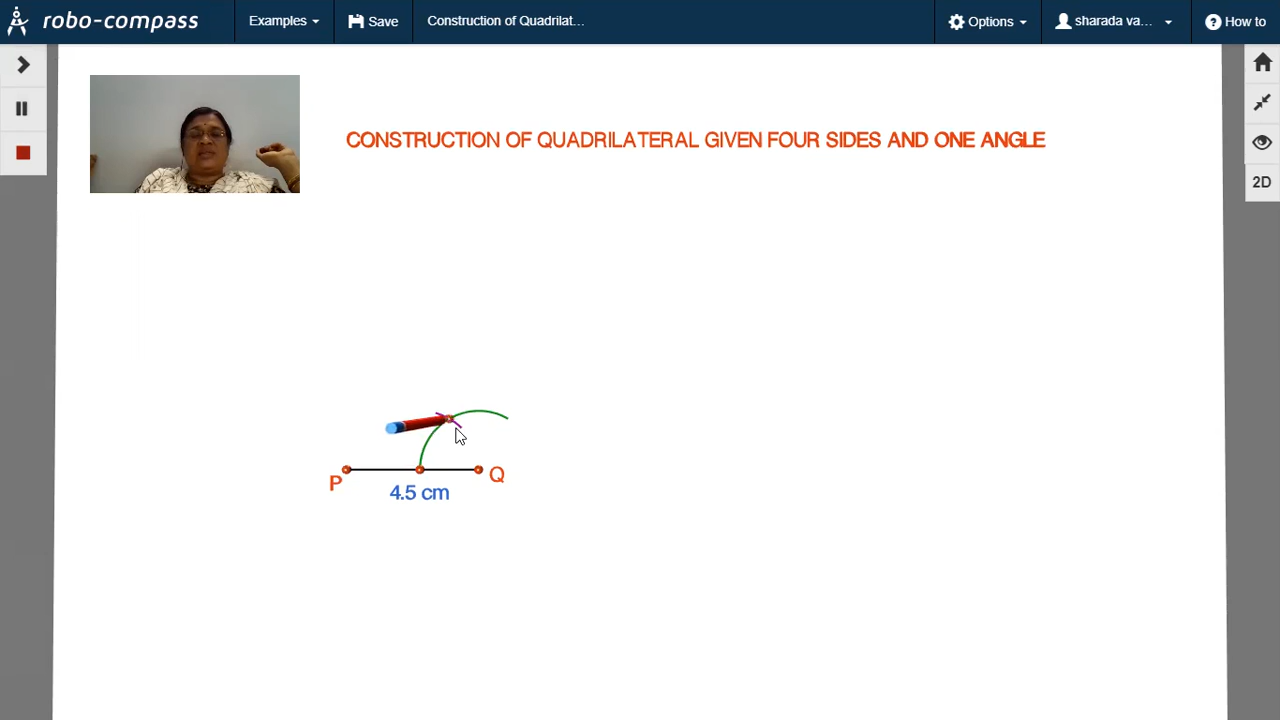 robo-compass Examples Save Construction of Quadrilat... Options sharada va... How to
2D
CONSTRUCTION OF QUADRILATERAL GIVEN FOUR SIDES AND ONE ANGLE
P Q
4.5 cm